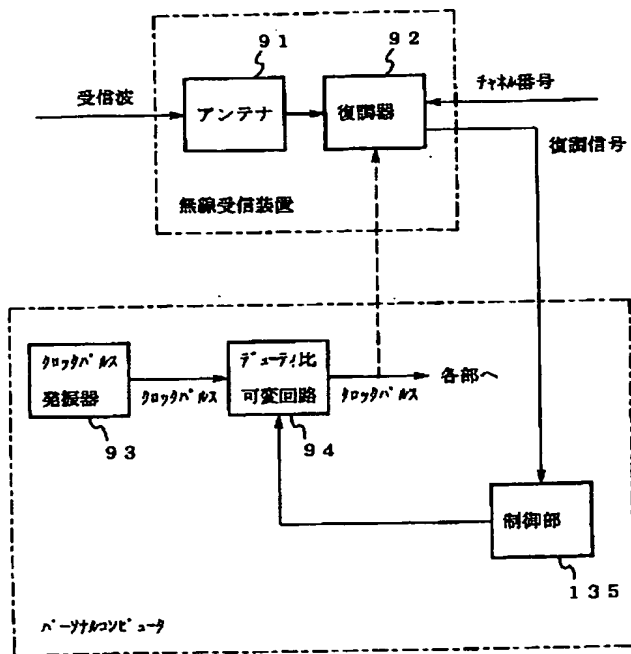 91
92
受信波
アンテナ
復調器
チャネル番号
復調信号
無線受信装置
クロックパルス
発振器
93
クロックパルス
デューティ比
可変回路
94
クロックパルス
各部へ
制御部
135
パーソナルコンピュータ